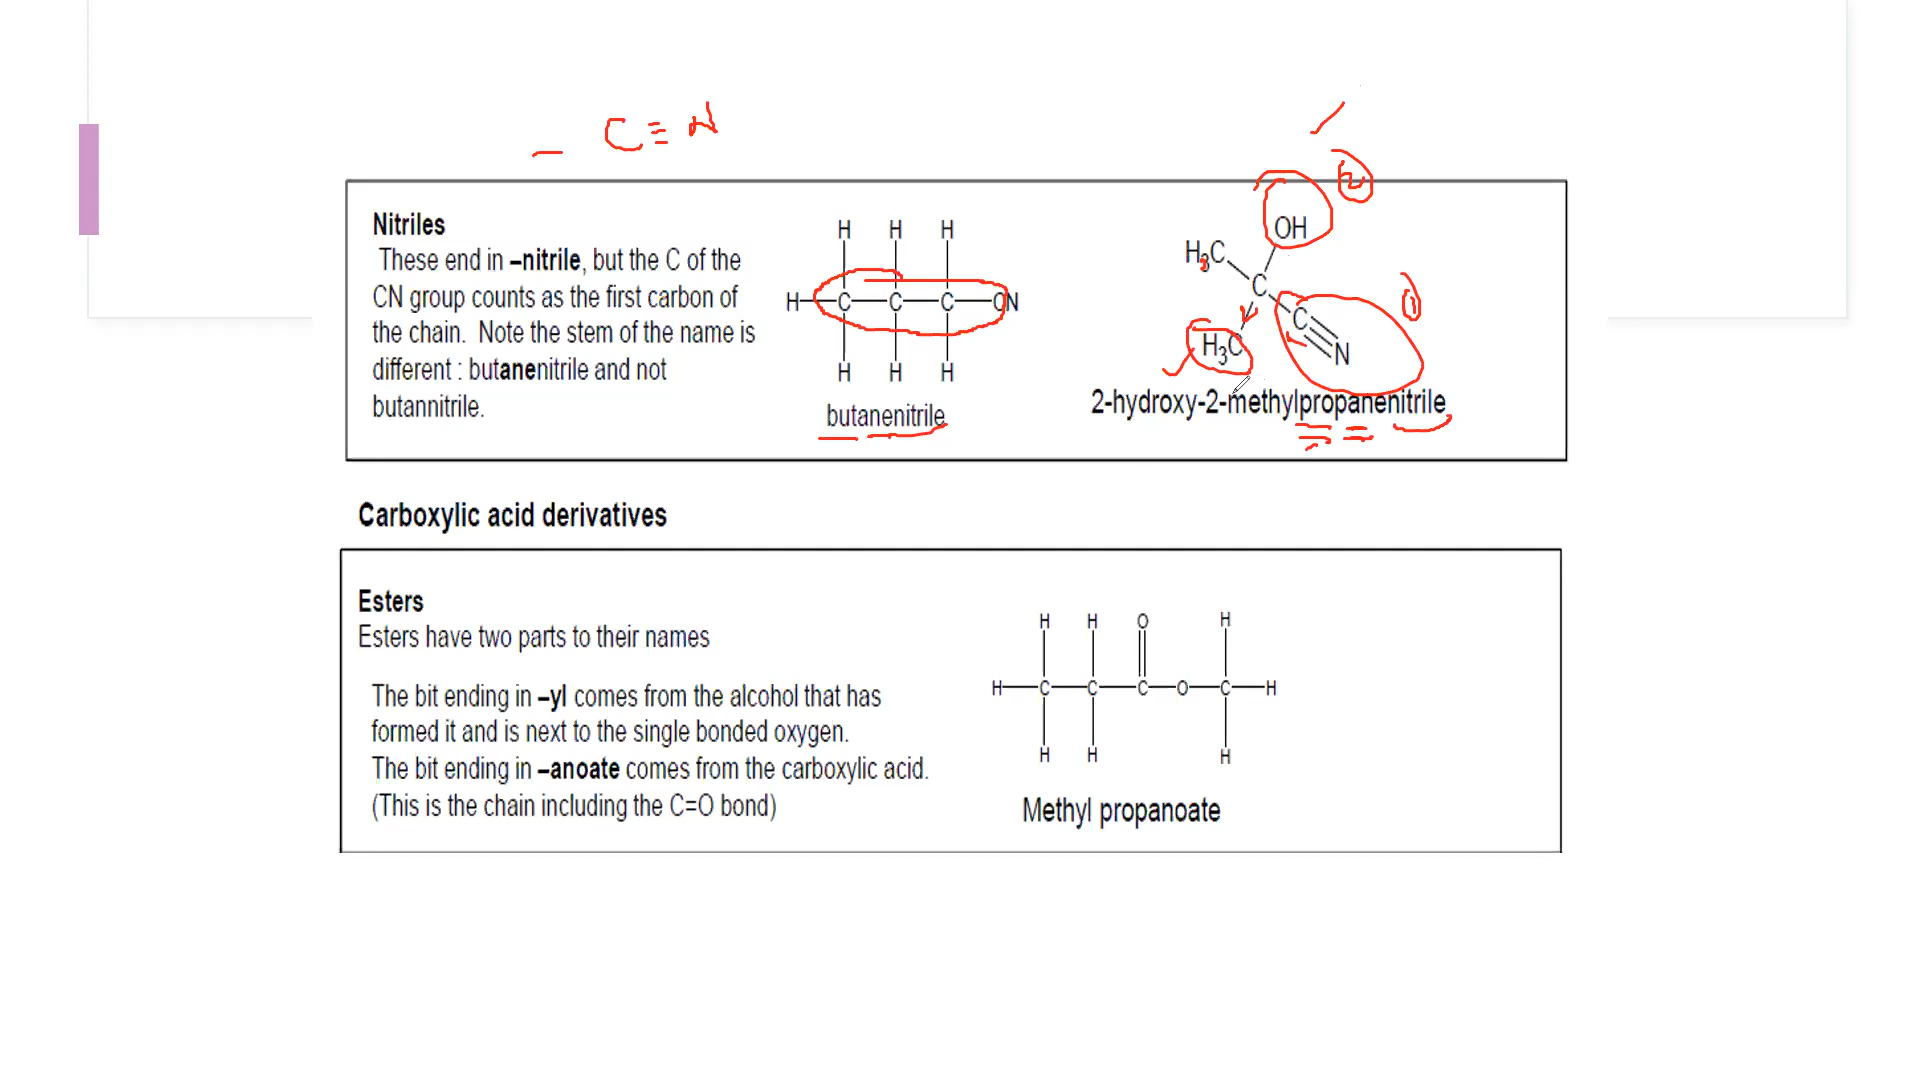 – C ≡ N
②
Nitriles
These end in –nitrile, but the C of the
CN group counts as the first carbon of
the chain. Note the stem of the name is
different : butanenitrile and not
butannitrile.
H H H
H C C C CN
H H H
butanenitrile
OH
H3C
C
C
①
H3C
N
2-hydroxy-2-methylpropanenitrile
Carboxylic acid derivatives
Esters
Esters have two parts to their names
The bit ending in –yl comes from the alcohol that has
formed it and is next to the single bonded oxygen.
The bit ending in –anoate comes from the carboxylic acid.
(This is the chain including the C=O bond)
H H O H
H C C C O C H
H H H
Methyl propanoate